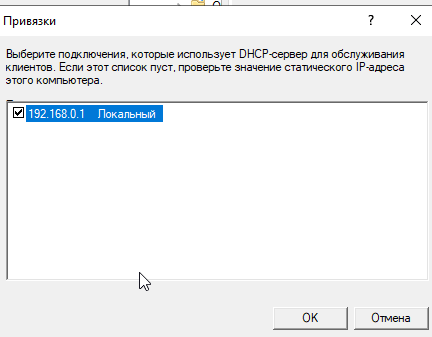 Привязки
Выберите подключения, которые использует DHCP-сервер для обслуживания
клиентов. Если этот список пуст, проверьте значение статического IP-адреса
этого компьютера.
192.168.0.1 Локальный
OK
Отмена